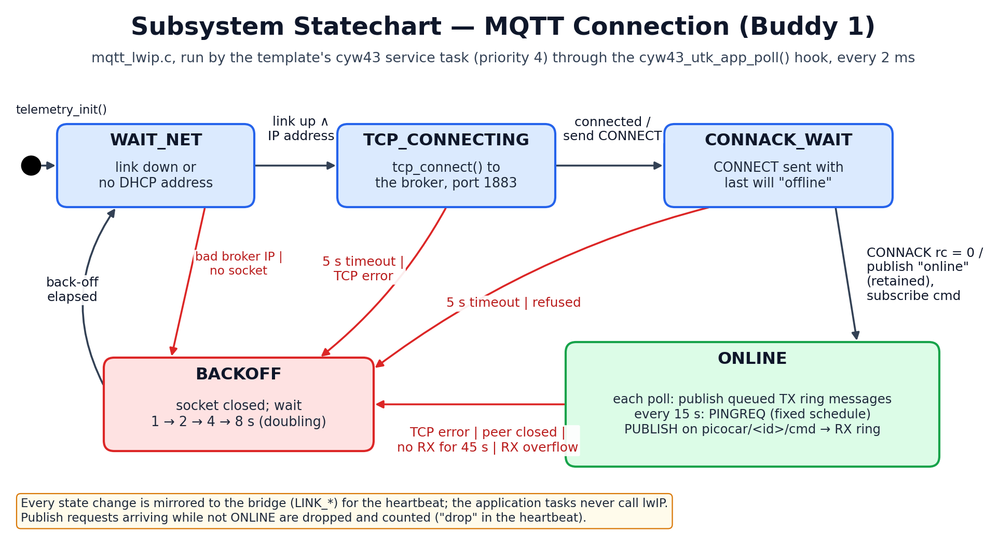 Subsystem Statechart — MQTT Connection (Buddy 1)
mqtt_lwip.c, run by the template's cyw43 service task (priority 4) through the cyw43_utk_app_poll() hook, every 2 ms
telemetry_init()
WAIT_NET
link down or
no DHCP address
link up ∧
IP address
TCP_CONNECTING
tcp_connect() to
the broker, port 1883
connected /
send CONNECT
CONNACK_WAIT
CONNECT sent with
last will "offline"
back-off
elapsed
bad broker IP |
no socket
5 s timeout |
TCP error
5 s timeout | refused
CONNACK rc = 0 /
publish "online"
(retained),
subscribe cmd
BACKOFF
socket closed; wait
1 → 2 → 4 → 8 s (doubling)
TCP error | peer closed |
no RX for 45 s | RX overflow
ONLINE
each poll: publish queued TX ring messages
every 15 s: PINGREQ (fixed schedule)
PUBLISH on picocar/<id>/cmd → RX ring
Every state change is mirrored to the bridge (LINK_*) for the heartbeat; the application tasks never call lwIP.
Publish requests arriving while not ONLINE are dropped and counted ("drop" in the heartbeat).